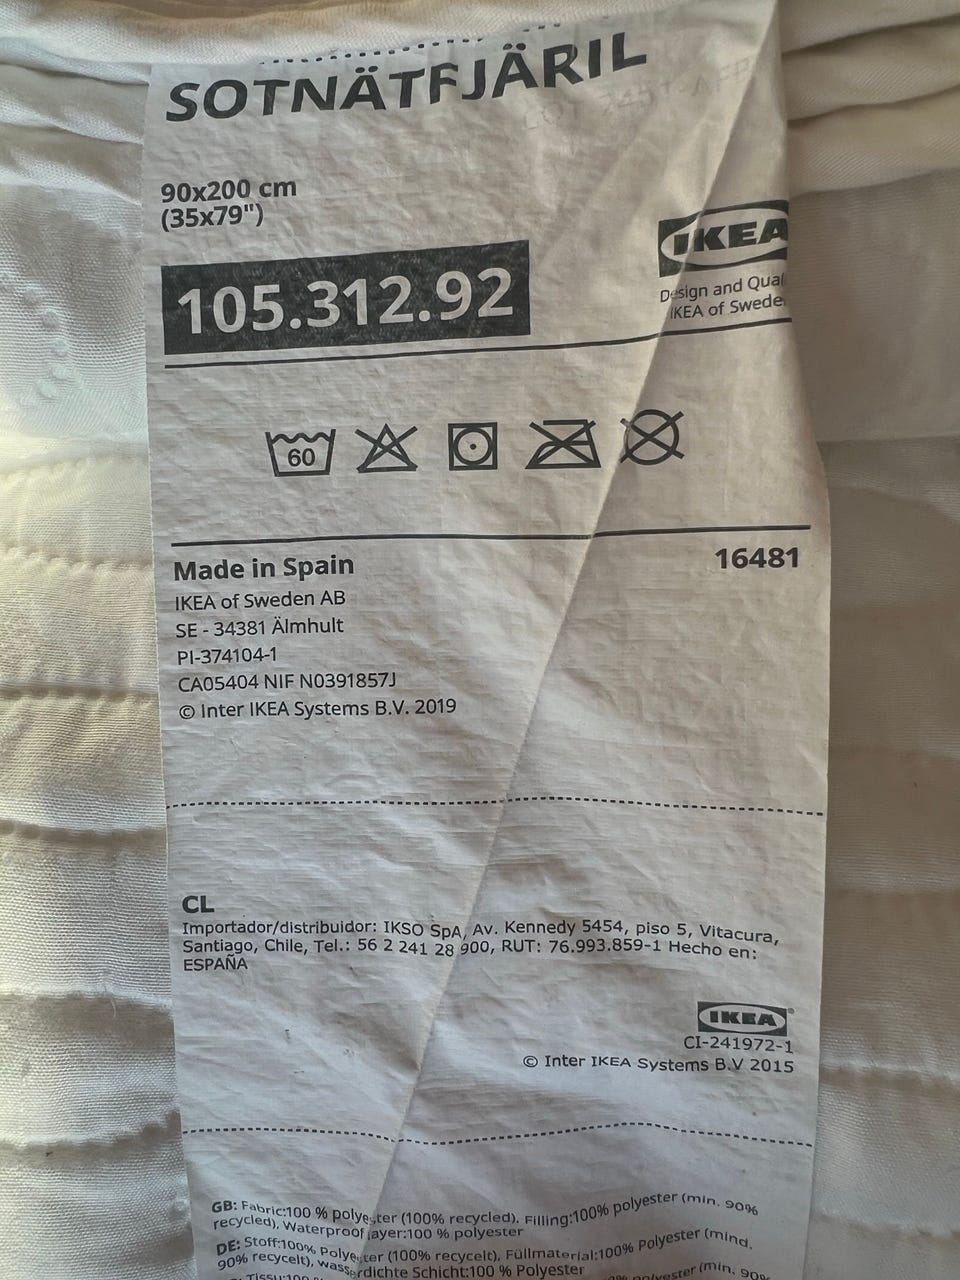 SOTNÄTFJÄRIL
90x200 cm
(35x79")
105.312.92
IKEA
Design and Qual
IKEA of Swede
60
Made in Spain
16481
IKEA of Sweden AB
SE - 34381 Älmhult
PI-374104-1
CA05404 NIF N0391857J
© Inter IKEA Systems B.V. 2019
CL
Importador/distribuidor: IKSO SpA, Av. Kennedy 5454, piso 5, Vitacura,
Santiago, Chile, Tel.: 56 2 241 28 900, RUT: 76.993.859-1 Hecho en:
ESPAÑA
IKEA®
CI-241972-1
© Inter IKEA Systems B.V 2015
GB: Fabric:100 % polyester (100% recycled), Filling:100% polyester (min. 90%
recycled), Waterproof layer:100 % polyester
DE: Stoff:100% Polyester (100% recycelt), Füllmaterial:100% Polyester (mind.
90% recycelt), wasserdichte Schicht:100 % Polyester
Tissu:100 % polyester (min. 90%